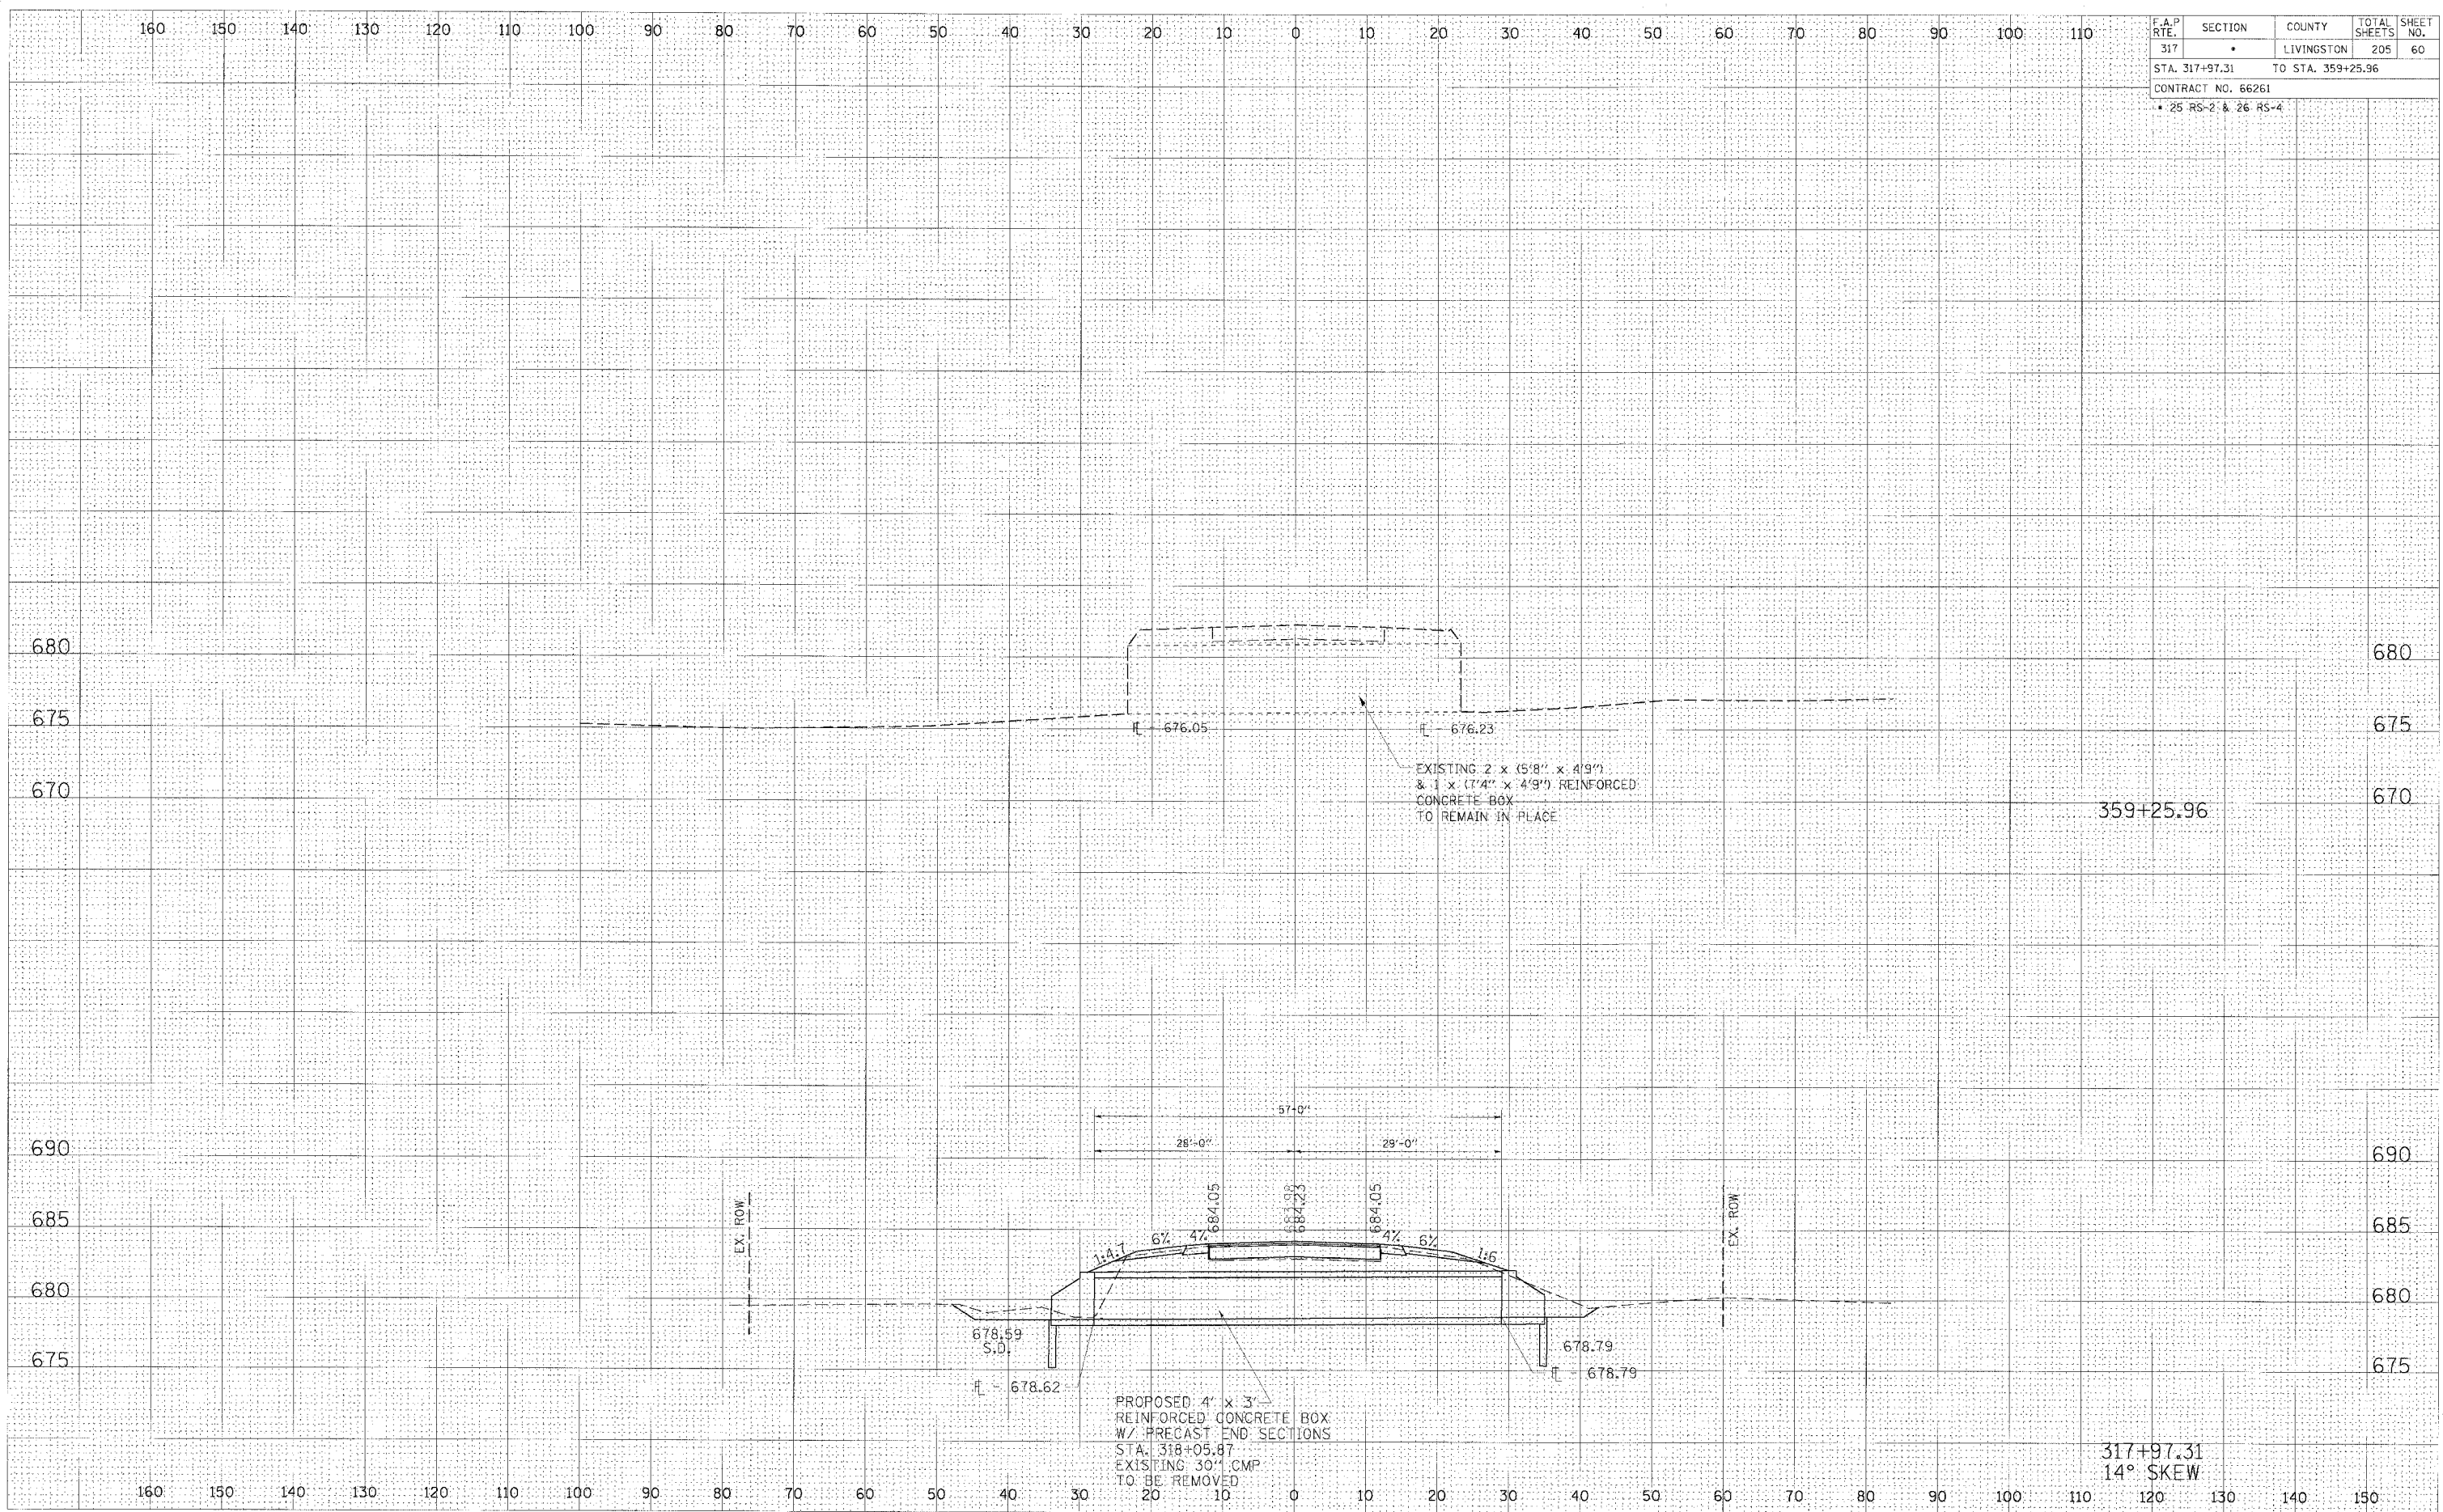 160 150 140 130 120 110 100 90 80 70 60 50 40 30 20 10 0 10 20 30 40 50 60 70 80 90 100 110
F.A.P RTE. SECTION COUNTY TOTAL SHEETS SHEET NO.
317 * LIVINGSTON 205 60
STA. 317+97.31 TO STA. 359+25.96
CONTRACT NO. 66261
* 25 RS-2 & 26 RS-4
680 680
675 675
670 670
℄ - 676.05
℄ - 676.23
EXISTING 2 x (5'8" x 4'9")
& 1 x (7'4" x 4'9") REINFORCED
CONCRETE BOX
TO REMAIN IN PLACE
359+25.96
57'-0"
28'-0" 29'-0"
690 690
685 685
680 680
675 675
EX. ROW
EX. ROW
684.05
684.23
684.05
1:4.7 6% 4% 4% 6% 1:6
678.59
S.D.
678.79
℄ - 678.62
℄ - 678.79
PROPOSED 4' x 3'
REINFORCED CONCRETE BOX
W/ PRECAST END SECTIONS
STA. 318+05.87
EXISTING 30" CMP
TO BE REMOVED
317+97.31
14° SKEW
160 150 140 130 120 110 100 90 80 70 60 50 40 30 20 10 0 10 20 30 40 50 60 70 80 90 100 110 120 130 140 150